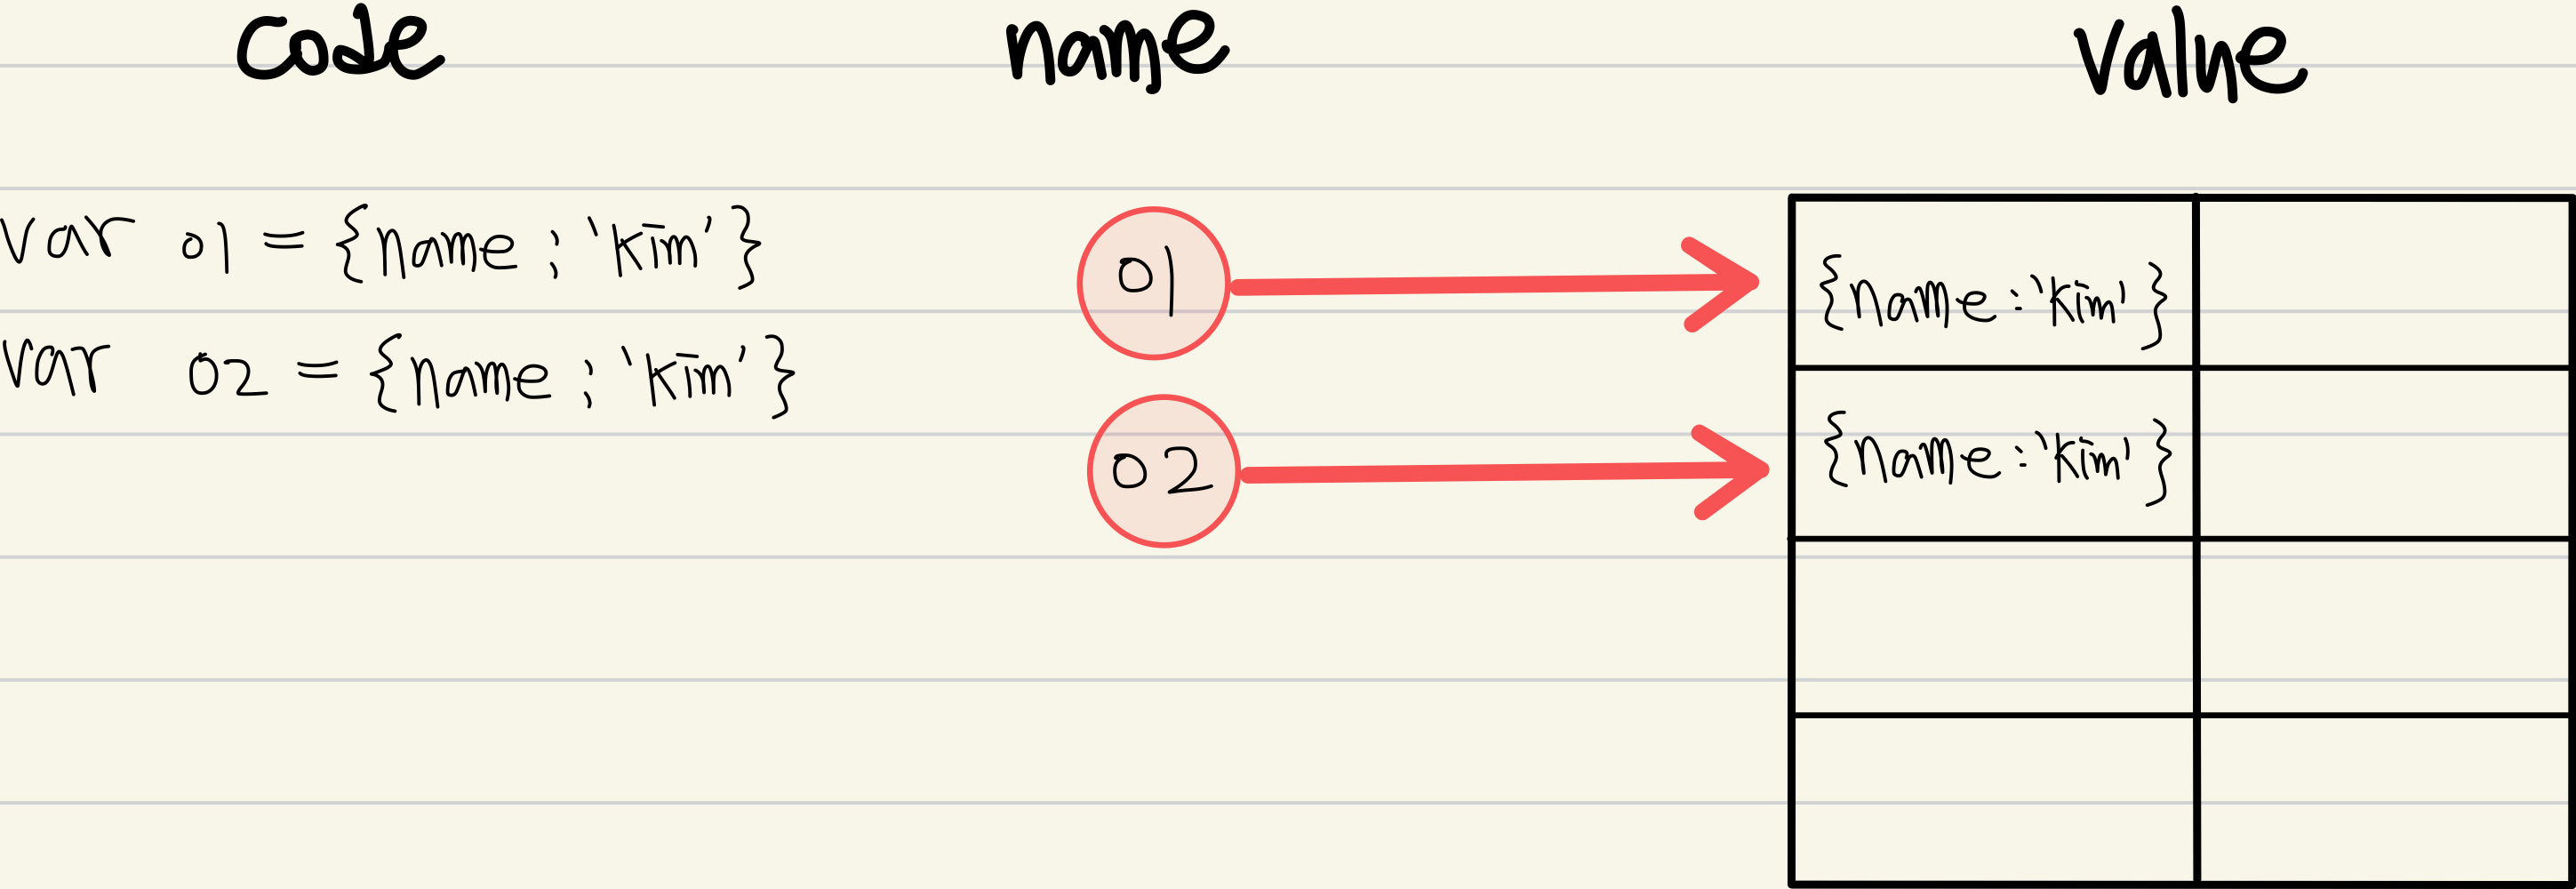 code name value
var o1 = {name : 'kim'}
var o2 = {name : 'kim'}
o1
{name : 'kim'}
o2
{name : 'kim'}